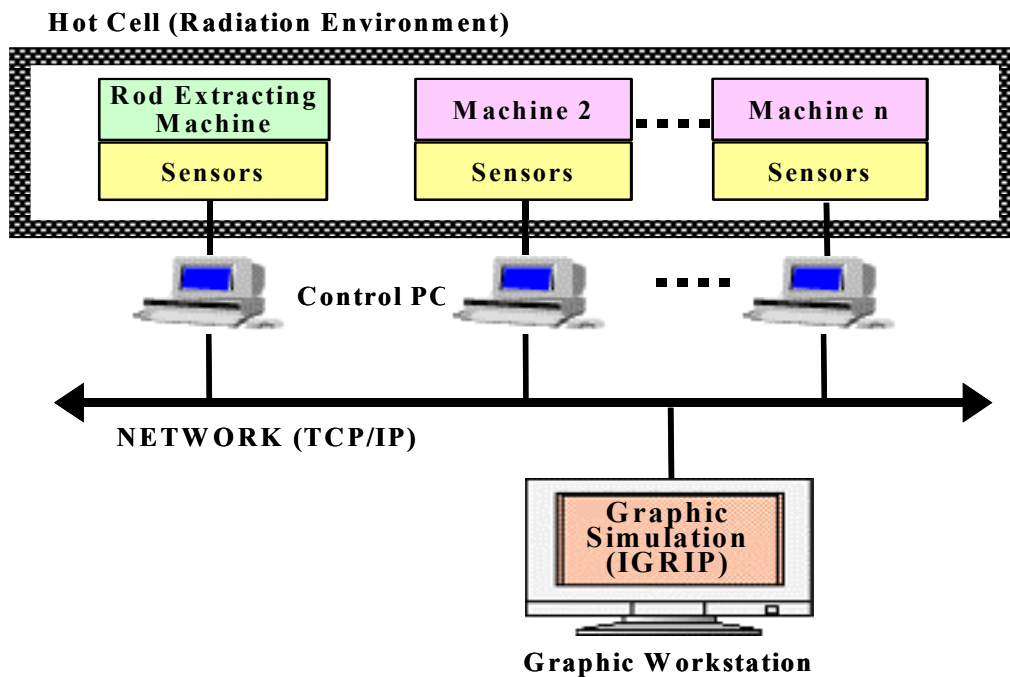 Hot Cell (Radiation Environment)
Rod Extracting
Machine
Sensors
Machine 2
Sensors
Machine n
Sensors
Control PC
NETWORK (TCP/IP)
Graphic
Simulation
(IGRIP)
Graphic Workstation